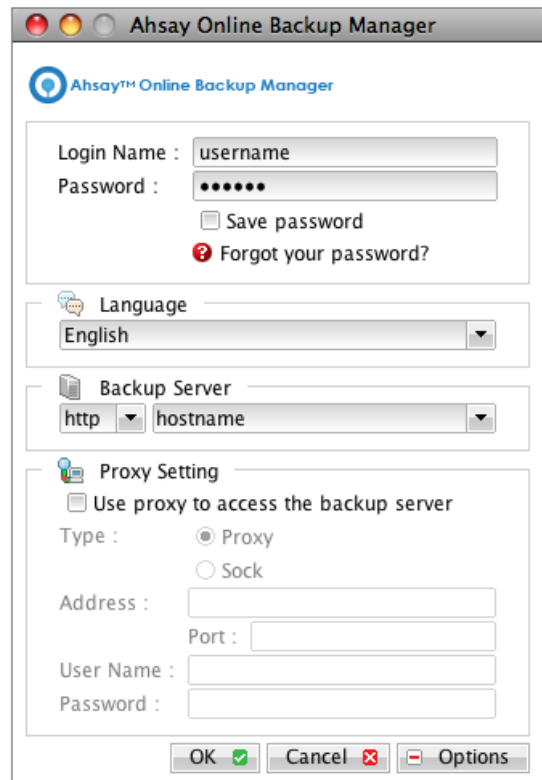 Ahsay Online Backup Manager
Ahsay™ Online Backup Manager
Login Name : username
Password : ••••••
Save password
Forgot your password?
Language
English
Backup Server
http hostname
Proxy Setting
Use proxy to access the backup server
Type : Proxy
Sock
Address :
Port :
User Name :
Password :
OK Cancel Options